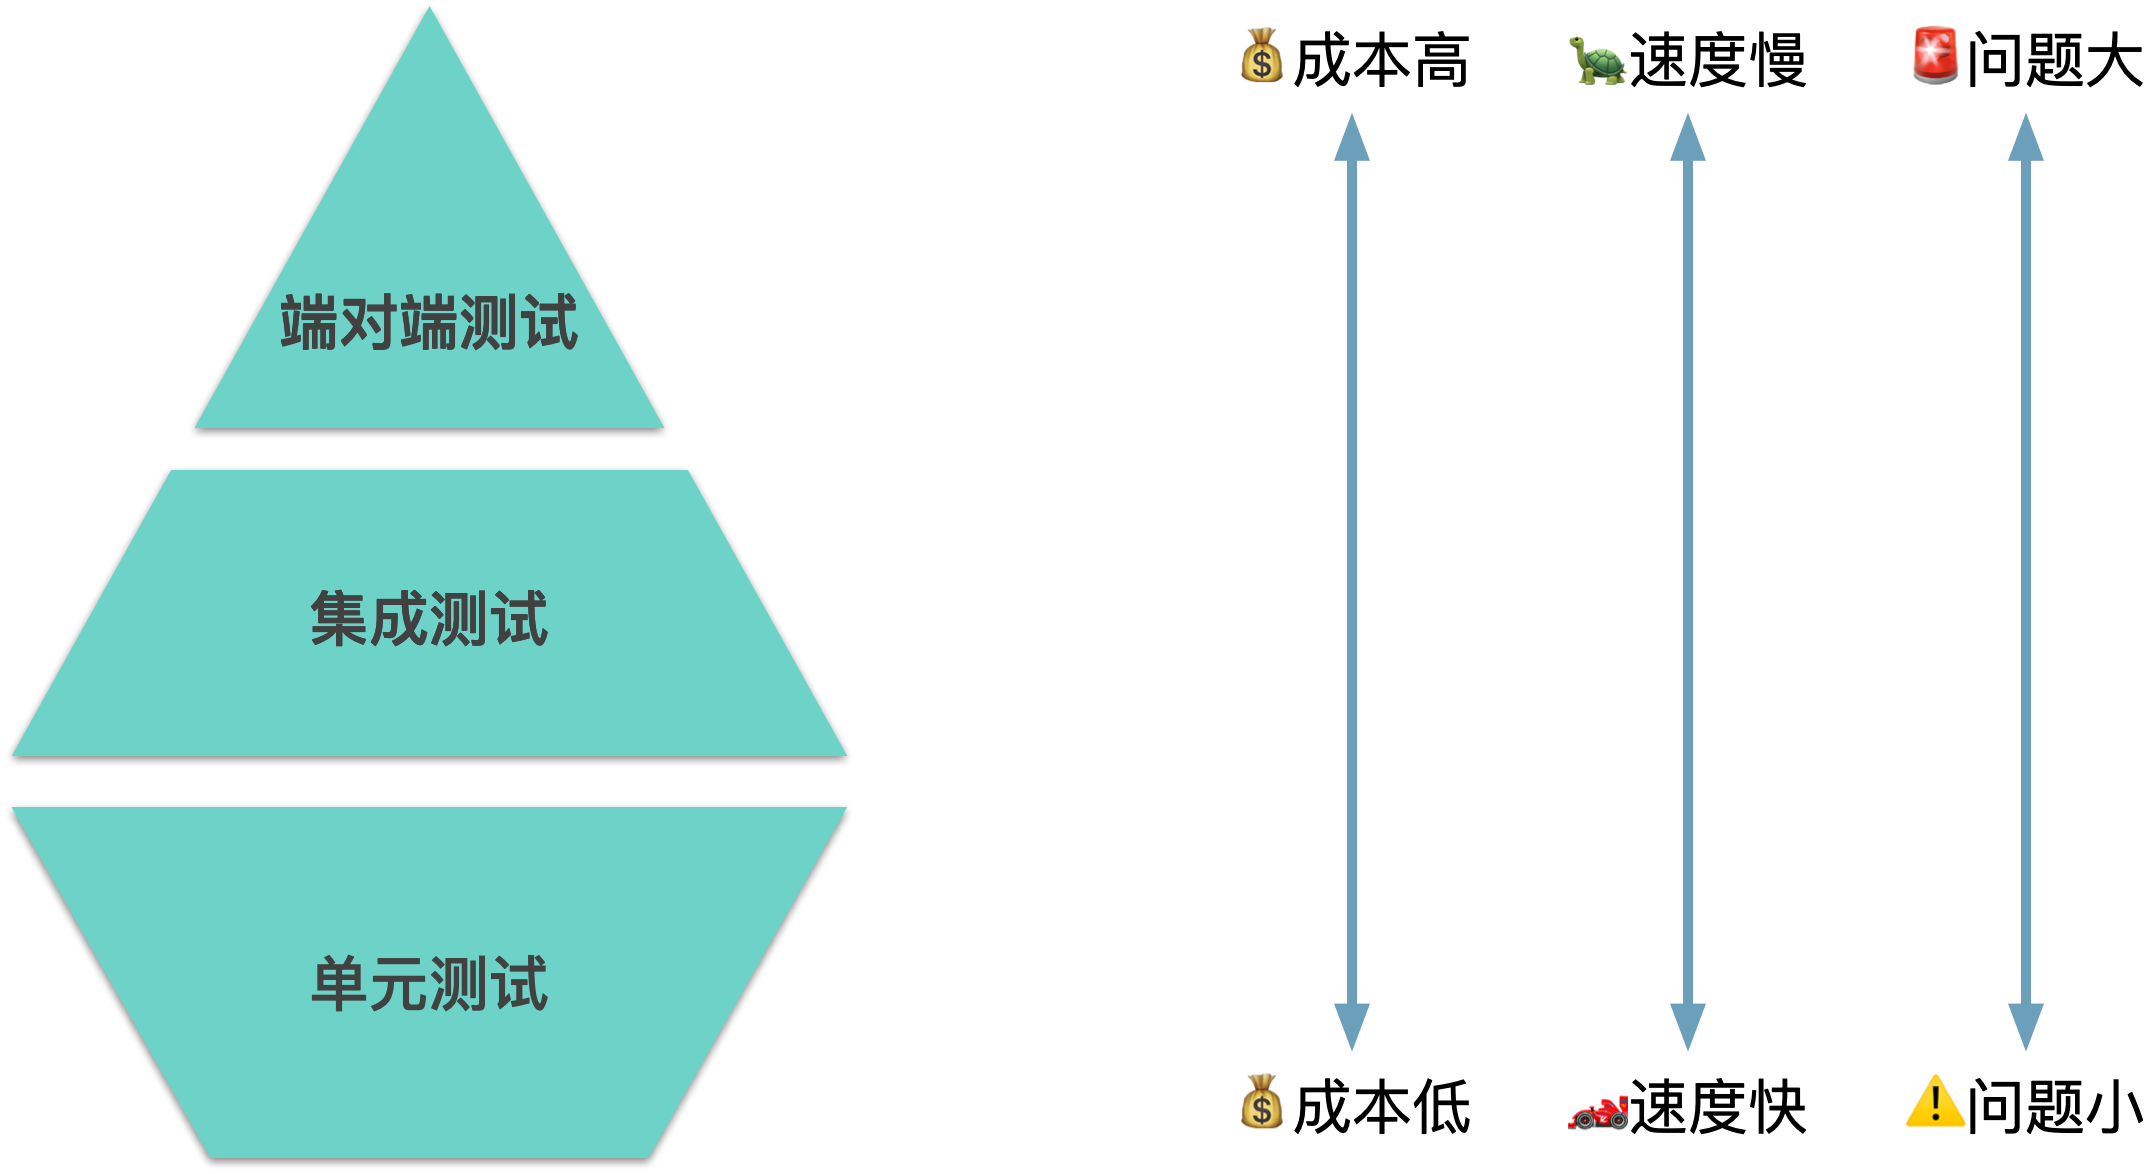 端对端测试
集成测试
单元测试
成本高
速度慢
问题大
成本低
速度快
问题小